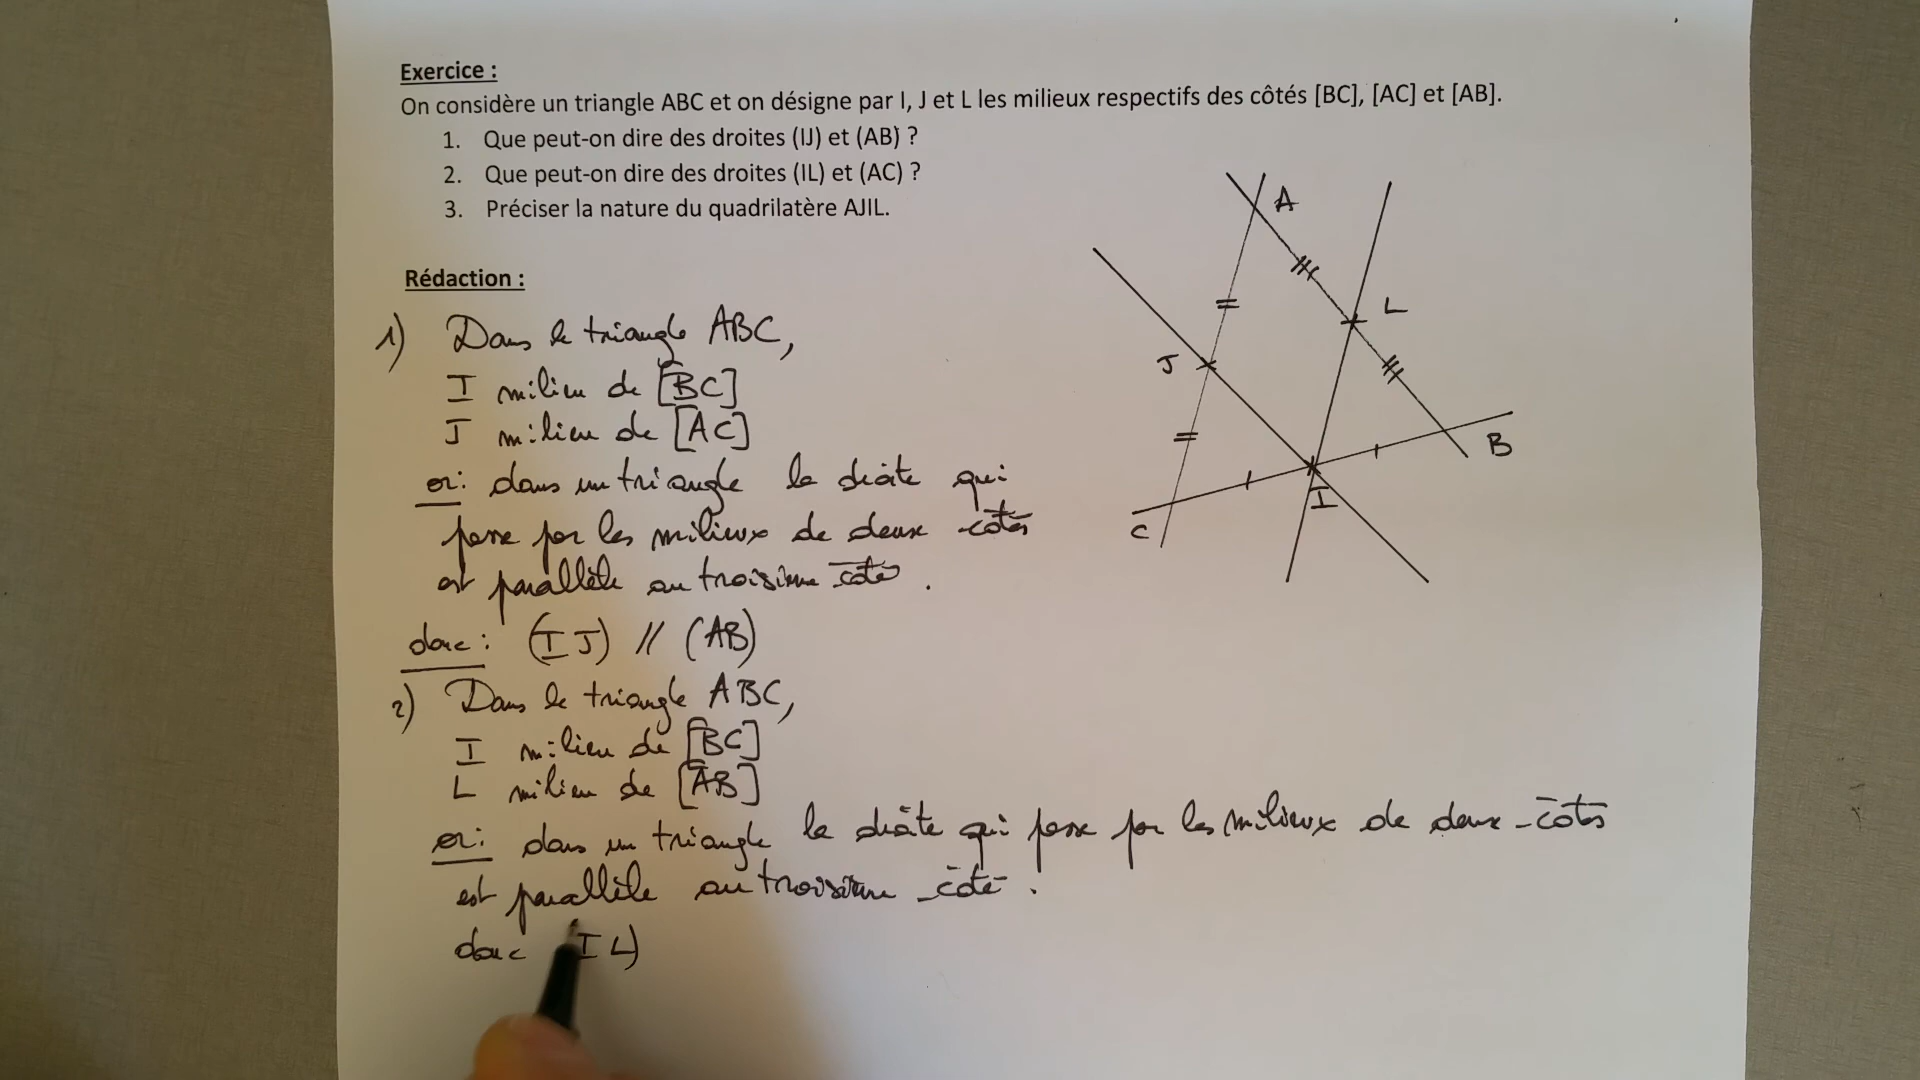 Exercice :
On considère un triangle ABC et on désigne par I, J et L les milieux respectifs des côtés [BC], [AC] et [AB].
1. Que peut-on dire des droites (IJ) et (AB) ?
2. Que peut-on dire des droites (IL) et (AC) ?
3. Préciser la nature du quadrilatère AJIL.
A
L
J
B
I
C
Rédaction :
1) Dans le triangle ABC,
I milieu de [BC]
J milieu de [AC]
or: dans un triangle la droite qui
passe par les milieux de deux côtés
est parallèle au troisième côté.
donc: (IJ) // (AB)
2) Dans le triangle ABC,
I milieu de [BC]
L milieu de [AB]
or: dans un triangle la droite qui passe par les milieux de deux côtés
est parallèle au troisième côté.
donc (IL)